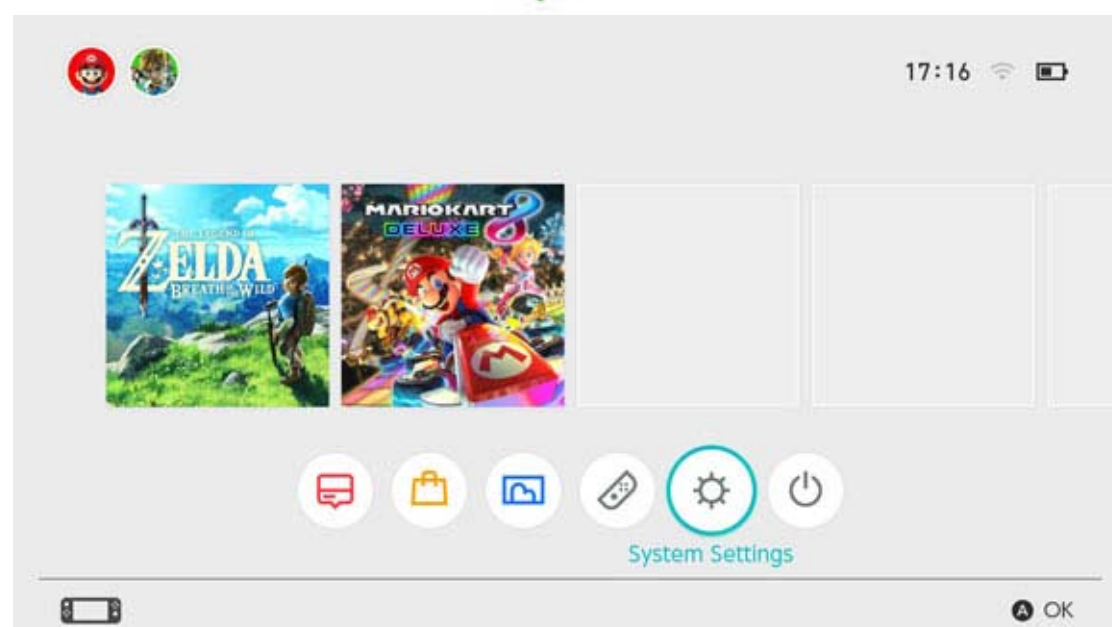 17:16
THE LEGEND OF
ZELDA
BREATH OF THE WILD
MARIOKART 8
DELUXE
M
System Settings
A OK